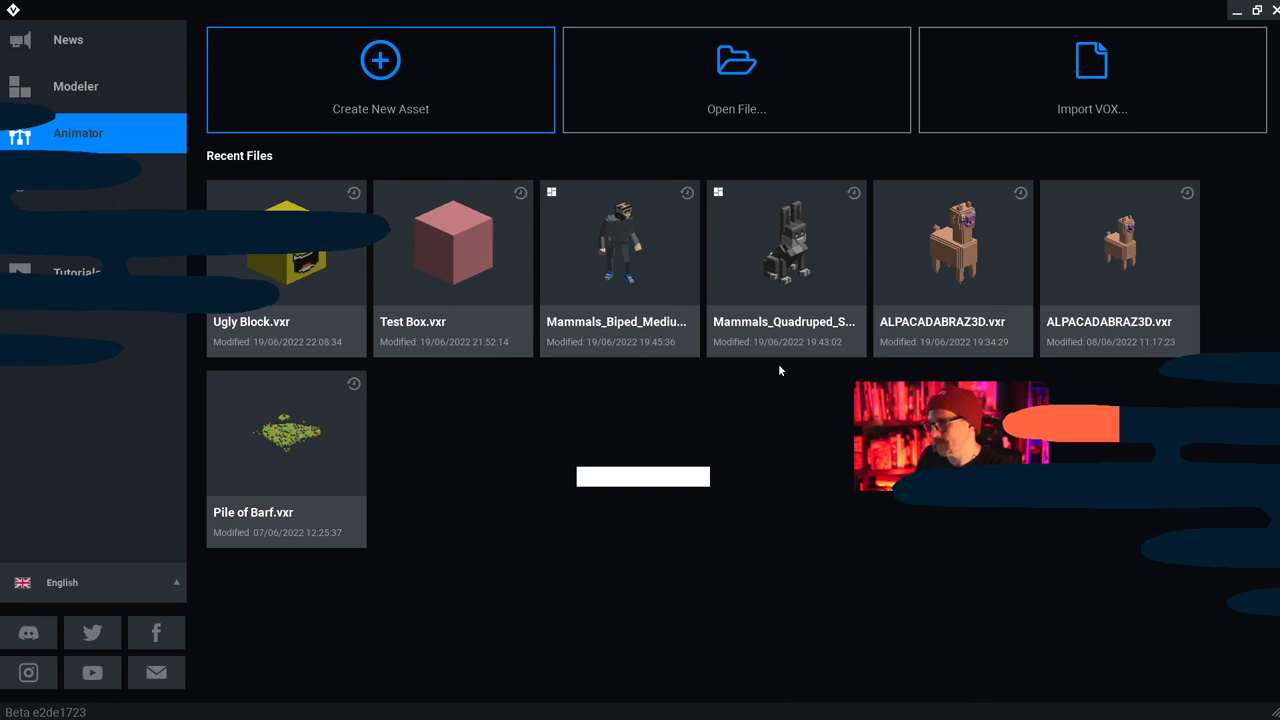 News
Modeler
Animator
Tutorials
English
Beta e2de1723
Create New Asset
Open File...
Import VOX...
Recent Files
Ugly Block.vxr
Modified: 19/06/2022 22:08:34
Test Box.vxr
Modified: 19/06/2022 21:52:14
Mammals_Biped_Mediu...
Modified: 19/06/2022 19:45:36
Mammals_Quadruped_S...
Modified: 19/06/2022 19:43:02
ALPACADABRAZ3D.vxr
Modified: 19/06/2022 19:34:29
ALPACADABRAZ3D.vxr
Modified: 08/06/2022 11:17:23
Pile of Barf.vxr
Modified: 07/06/2022 12:25:37